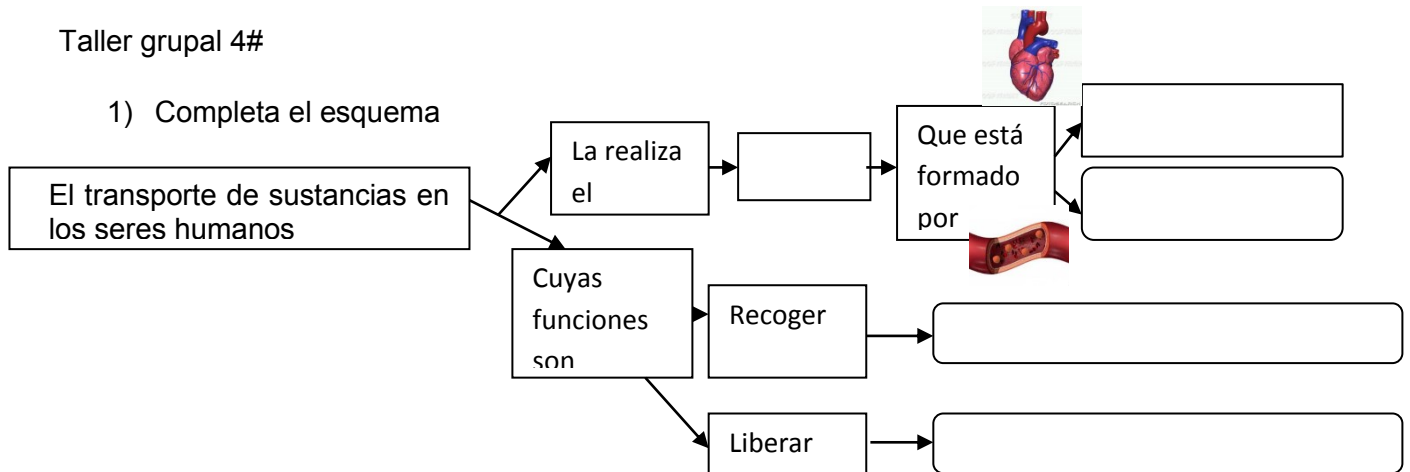 Taller grupal 4#
1) Completa el esquema
El transporte de sustancias en
los seres humanos
La realiza
el
Que está
formado
por
Cuyas
funciones
son
Recoger
Liberar